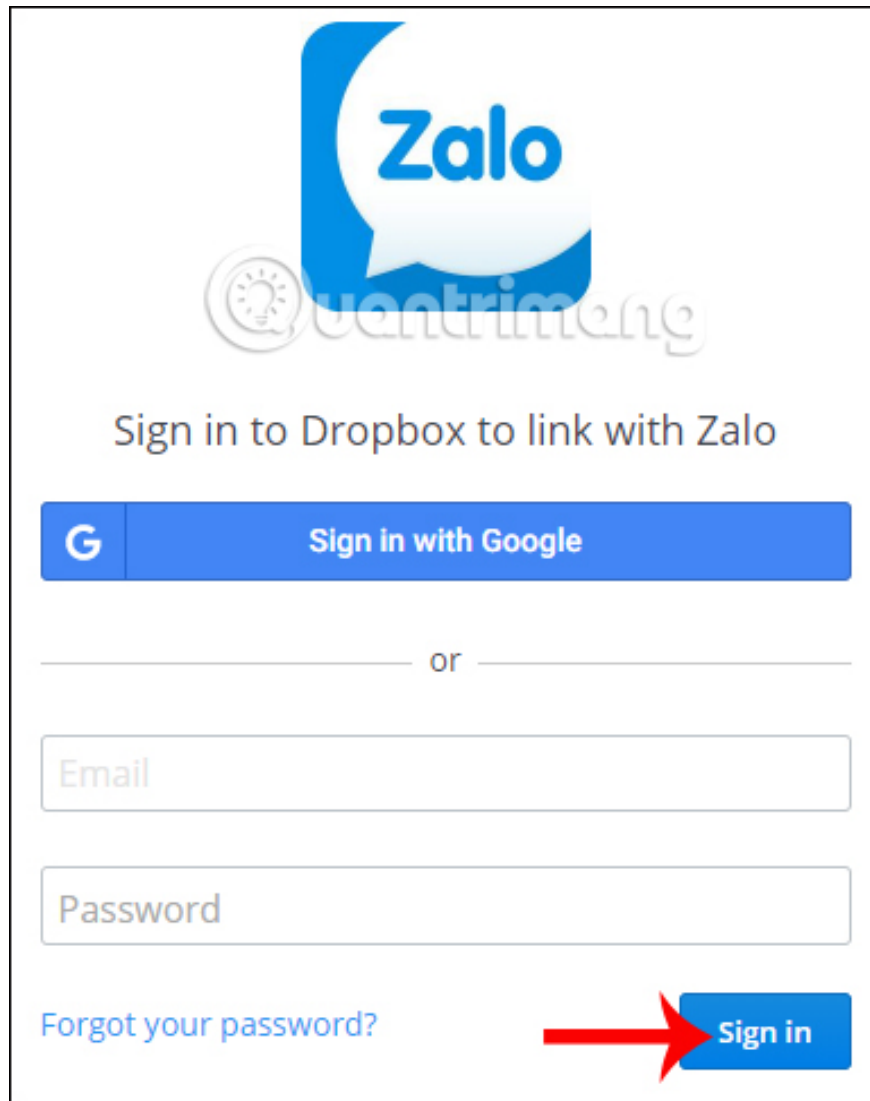 Zalo
Quantrimang
Sign in to Dropbox to link with Zalo
G Sign in with Google
or
Email
Password
Forgot your password? Sign in